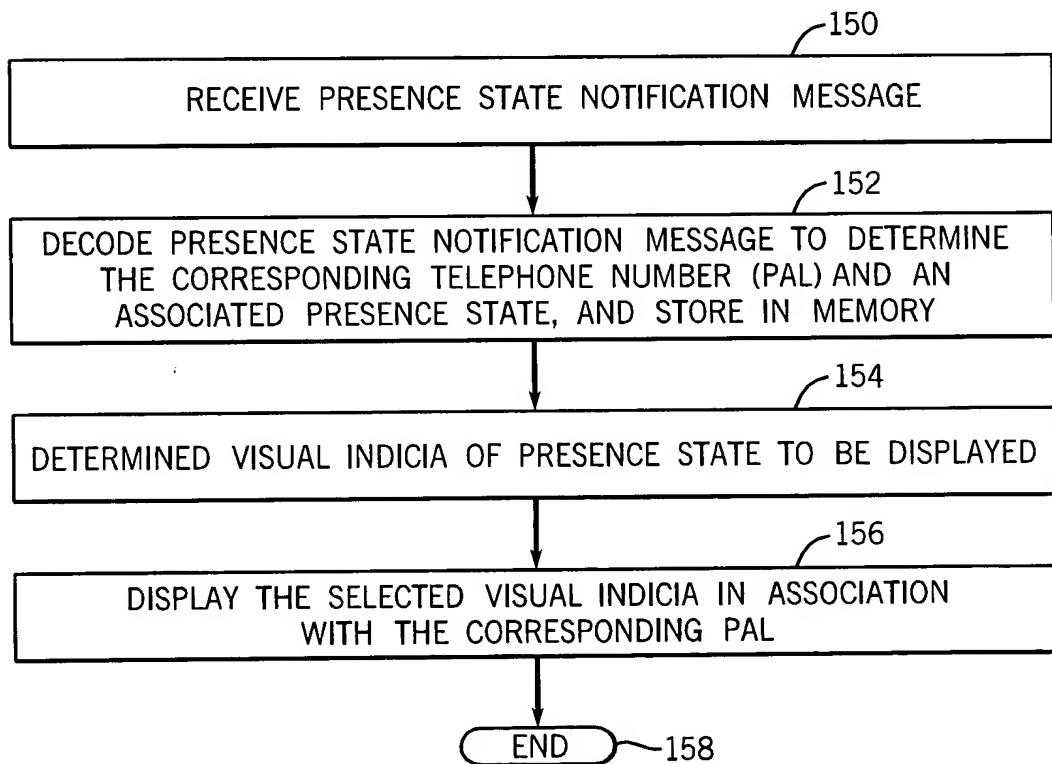 150
RECEIVE PRESENCE STATE NOTIFICATION MESSAGE
152
DECODE PRESENCE STATE NOTIFICATION MESSAGE TO DETERMINE
THE CORRESPONDING TELEPHONE NUMBER (PAL) AND AN
ASSOCIATED PRESENCE STATE, AND STORE IN MEMORY
154
DETERMINED VISUAL INDICIA OF PRESENCE STATE TO BE DISPLAYED
156
DISPLAY THE SELECTED VISUAL INDICIA IN ASSOCIATION
WITH THE CORRESPONDING PAL
END 158